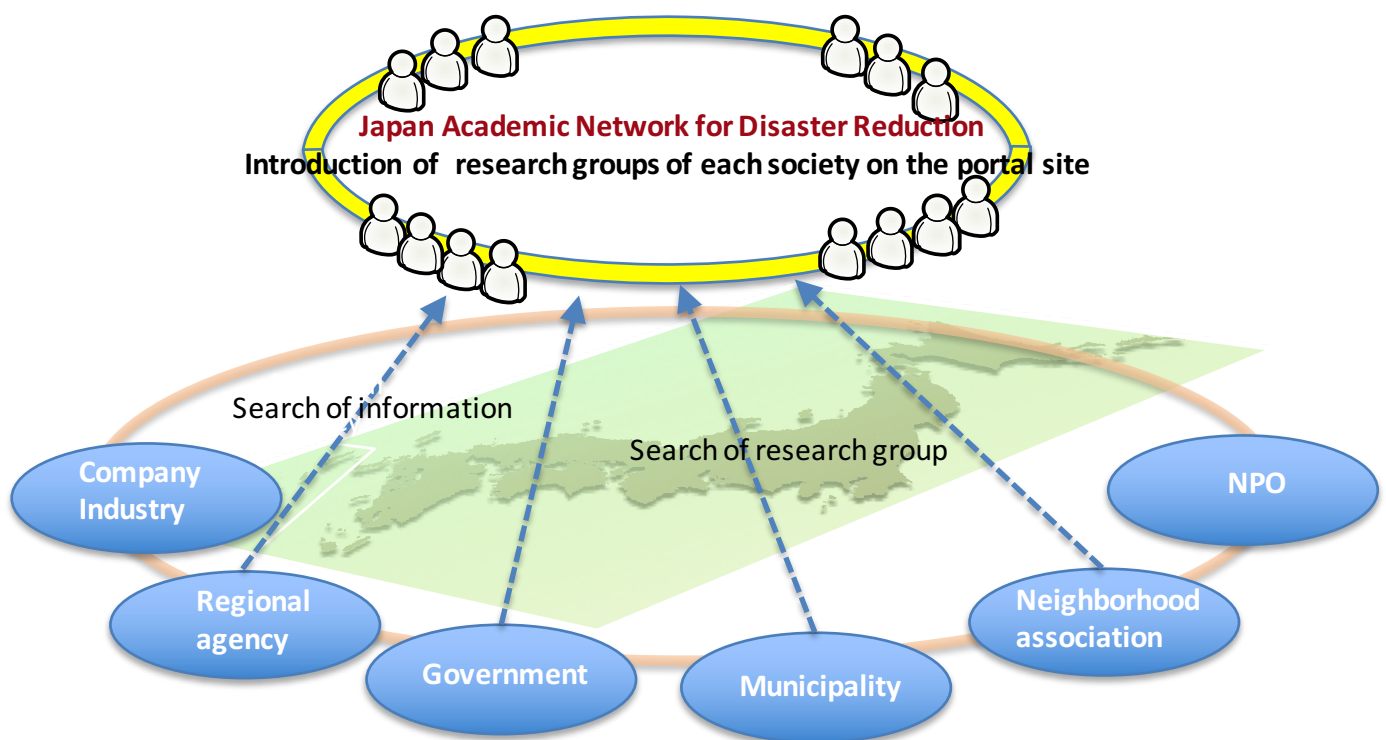 Japan Academic Network for Disaster Reduction
Introduction of research groups of each society on the portal site
Search of information
Search of research group
Company
Industry
NPO
Regional
agency
Neighborhood
association
Government
Municipality